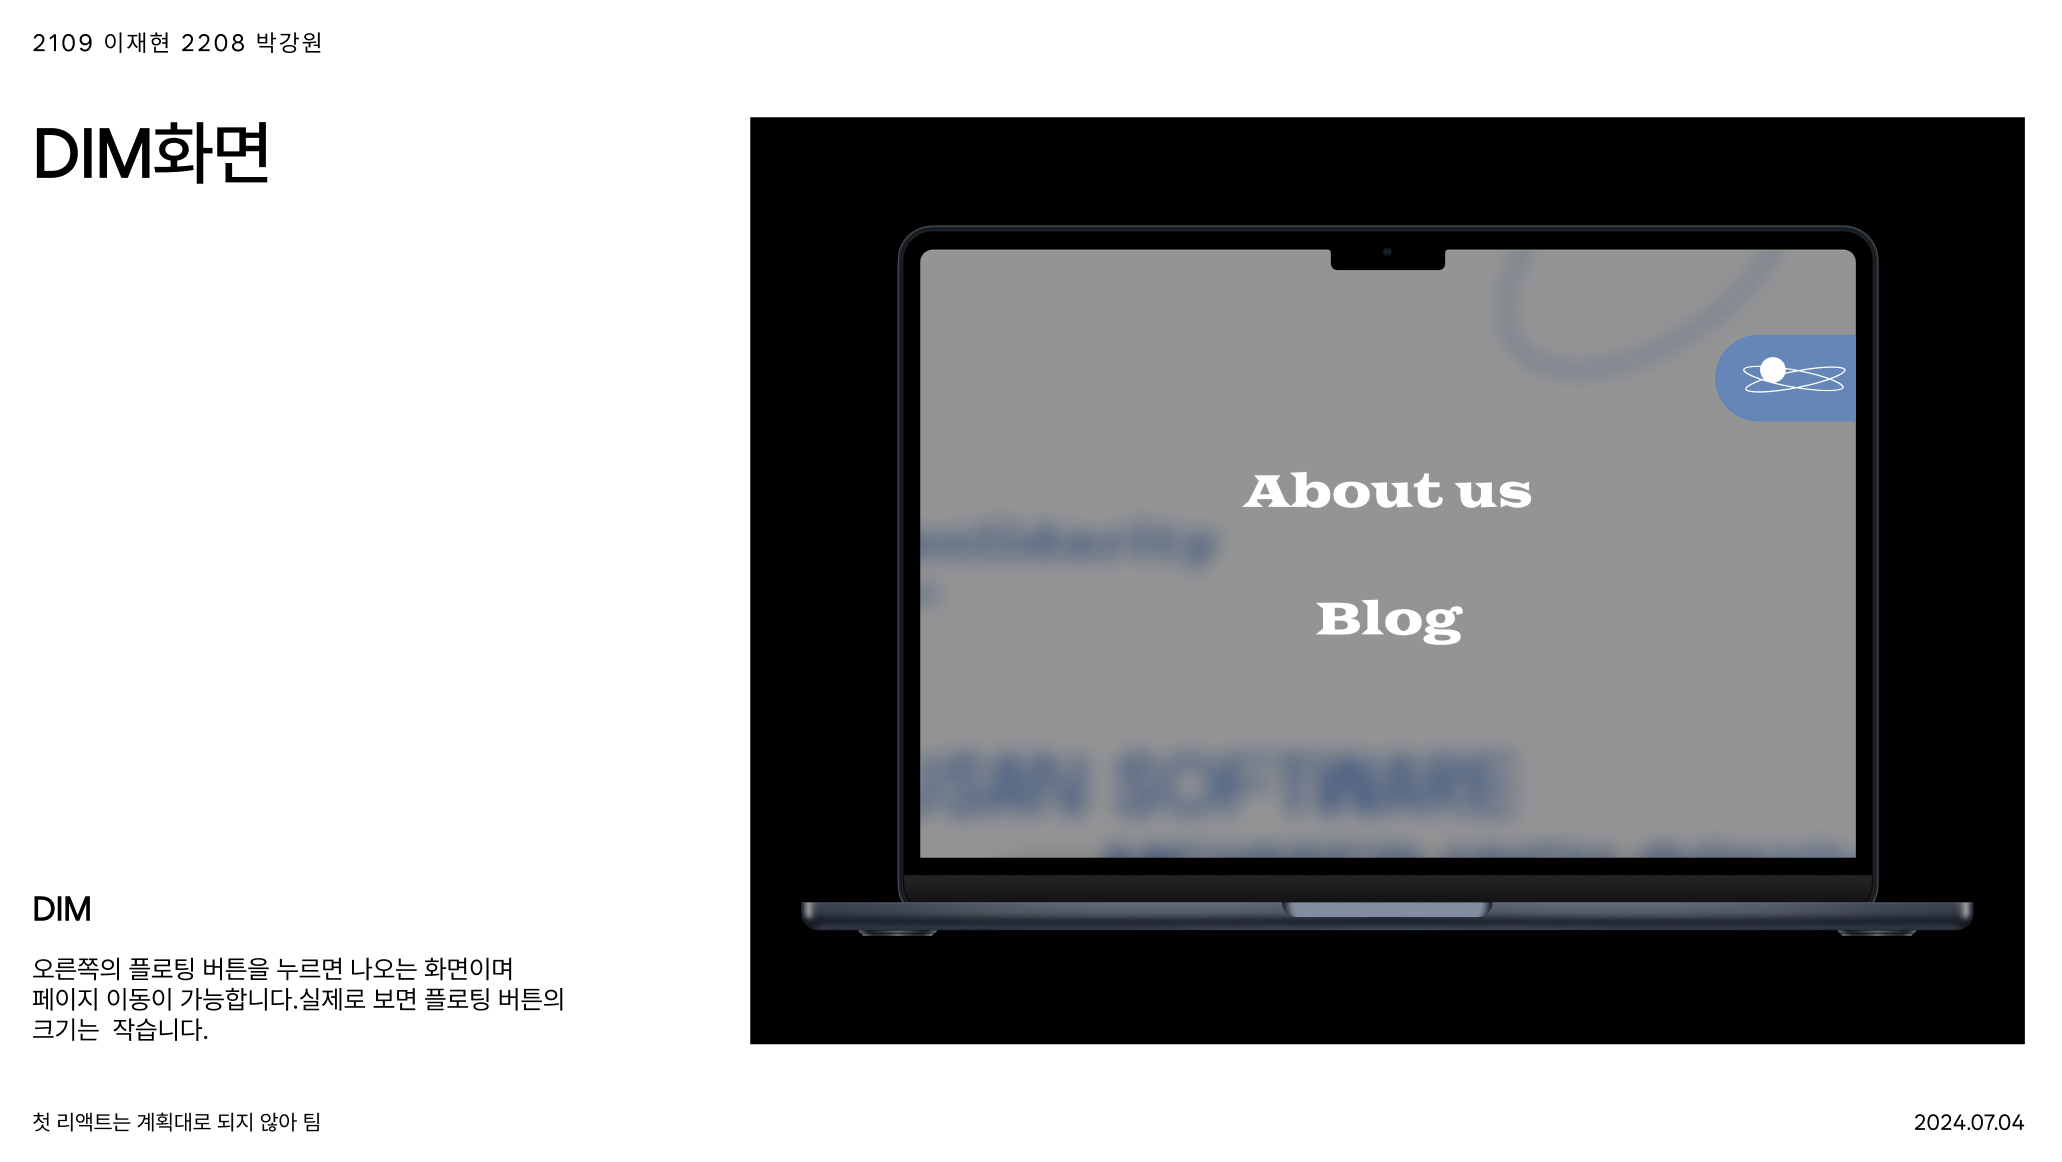 2109 이재현 2208 박강원
DIM화면
About us
Blog
solidarity
USAN SOFTWARE
DIM
오른쪽의 플로팅 버튼을 누르면 나오는 화면이며
페이지 이동이 가능합니다.실제로 보면 플로팅 버튼의
크기는  작습니다.
첫 리액트는 계획대로 되지 않아 팀
2024.07.04